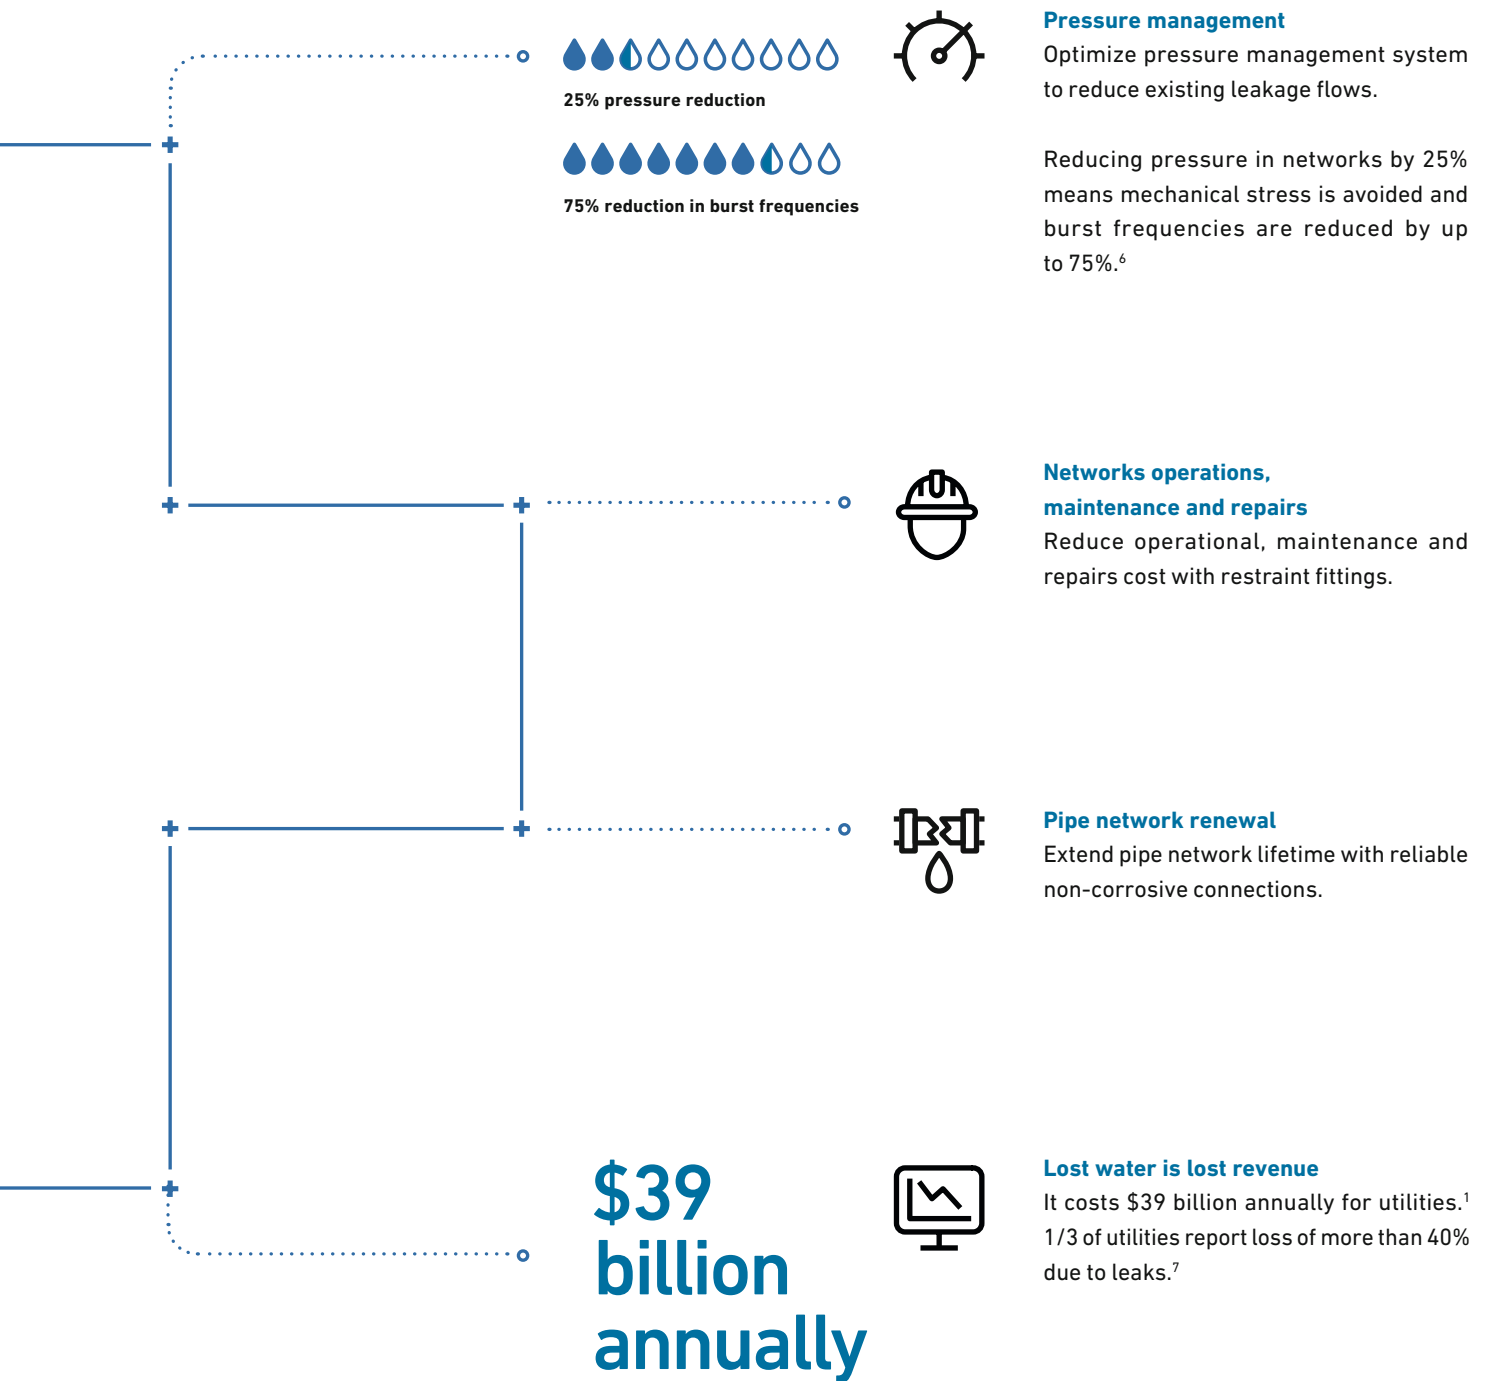 25% pressure reduction
75% reduction in burst frequencies
Pressure management
Optimize pressure management system
to reduce existing leakage flows.
Reducing pressure in networks by 25%
means mechanical stress is avoided and
burst frequencies are reduced by up
to 75%.⁶
Networks operations,
maintenance and repairs
Reduce operational, maintenance and
repairs cost with restraint fittings.
Pipe network renewal
Extend pipe network lifetime with reliable
non-corrosive connections.
$39
billion
annually
Lost water is lost revenue
It costs $39 billion annually for utilities.¹
1/3 of utilities report loss of more than 40%
due to leaks.⁷